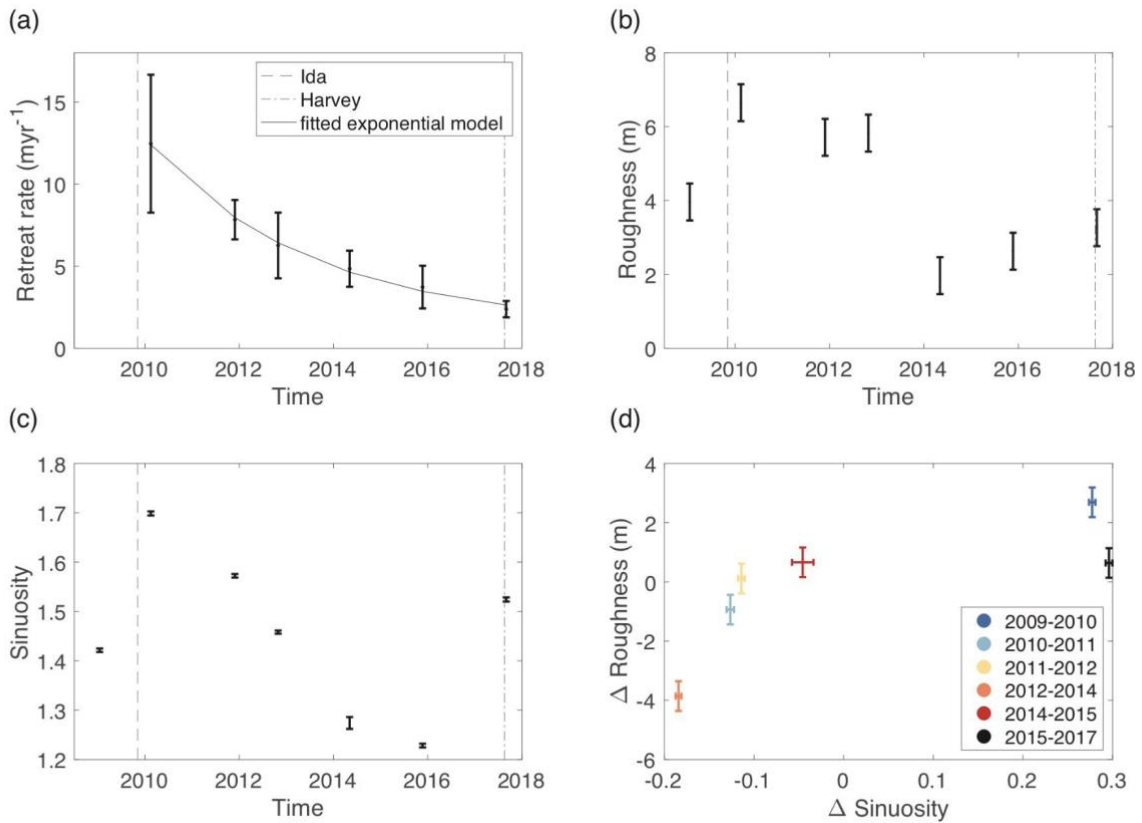 (a)
Retreat rate (myr-1)
15
10
5
0
2010 2012 2014 2016 2018
Time
Ida
Harvey
fitted exponential model
(b)
Roughness (m)
8
6
4
2
0
2010 2012 2014 2016 2018
Time
(c)
Sinuosity
1.8
1.7
1.6
1.5
1.4
1.3
1.2
2010 2012 2014 2016 2018
Time
(d)
Δ Roughness (m)
4
2
0
-2
-4
-6
-0.2 -0.1 0 0.1 0.2 0.3
Δ Sinuosity
2009-2010
2010-2011
2011-2012
2012-2014
2014-2015
2015-2017